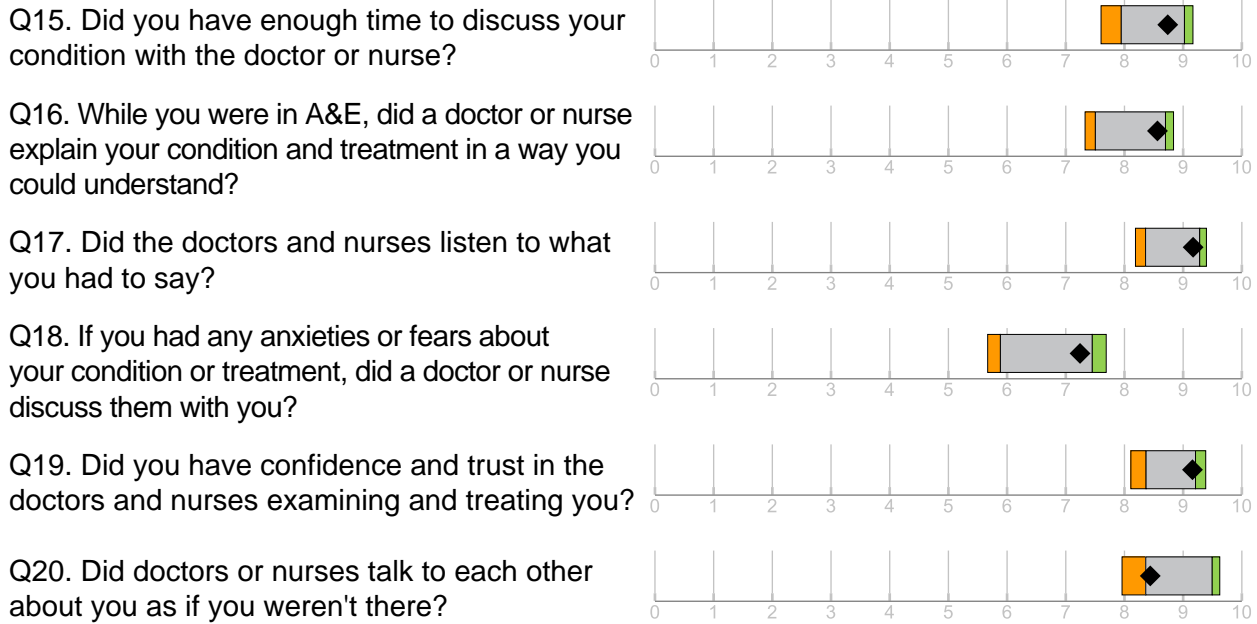 Q15. Did you have enough time to discuss your
condition with the doctor or nurse?
0 1 2 3 4 5 6 7 8 9 10
Q16. While you were in A&E, did a doctor or nurse
explain your condition and treatment in a way you
could understand?
0 1 2 3 4 5 6 7 8 9 10
Q17. Did the doctors and nurses listen to what
you had to say?
0 1 2 3 4 5 6 7 8 9 10
Q18. If you had any anxieties or fears about
your condition or treatment, did a doctor or nurse
discuss them with you?
0 1 2 3 4 5 6 7 8 9 10
Q19. Did you have confidence and trust in the
doctors and nurses examining and treating you?
0 1 2 3 4 5 6 7 8 9 10
Q20. Did doctors or nurses talk to each other
about you as if you weren't there?
0 1 2 3 4 5 6 7 8 9 10